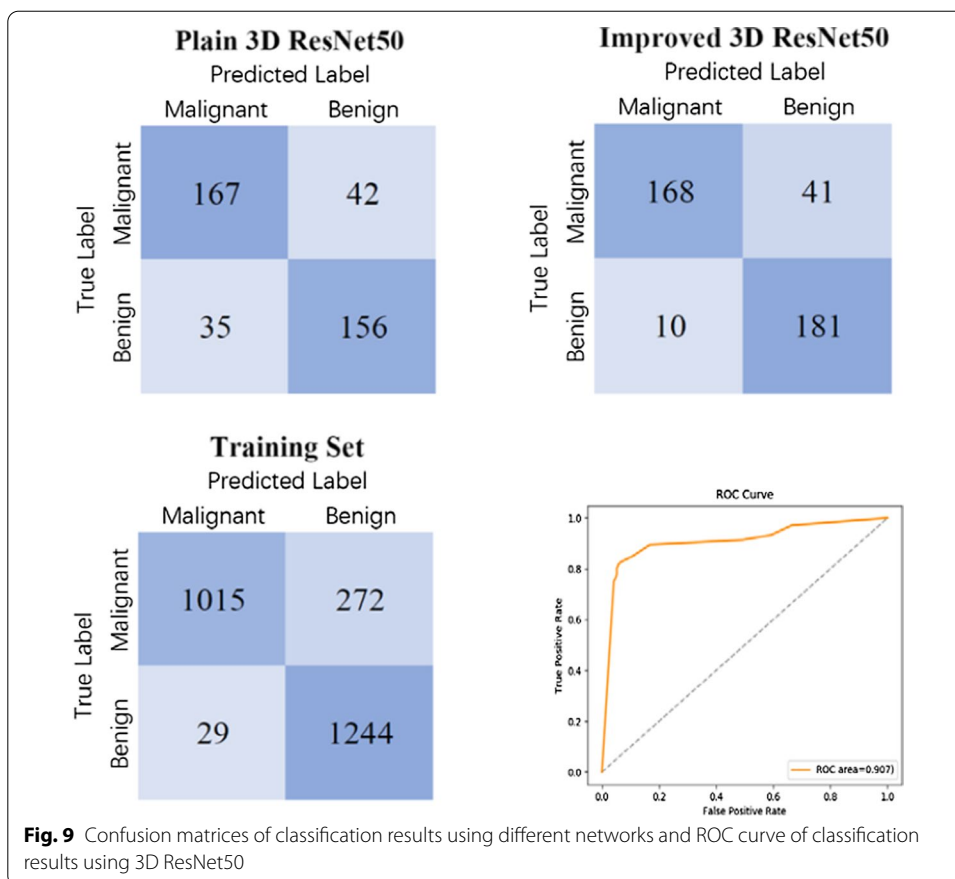 Plain 3D ResNet50
Predicted Label
Malignant Benign
True Label
Malignant
167 42
Benign
35 156
Improved 3D ResNet50
Predicted Label
Malignant Benign
True Label
Malignant
168 41
Benign
10 181
Training Set
Predicted Label
Malignant Benign
True Label
Malignant
1015 272
Benign
29 1244
ROC Curve
True Positive Rate
1.0
0.8
0.6
0.4
0.2
0.0
ROC area=0.907)
0.0 0.2 0.4 0.6 0.8 1.0
False Positive Rate
Fig. 9 Confusion matrices of classification results using different networks and ROC curve of classification
results using 3D ResNet50